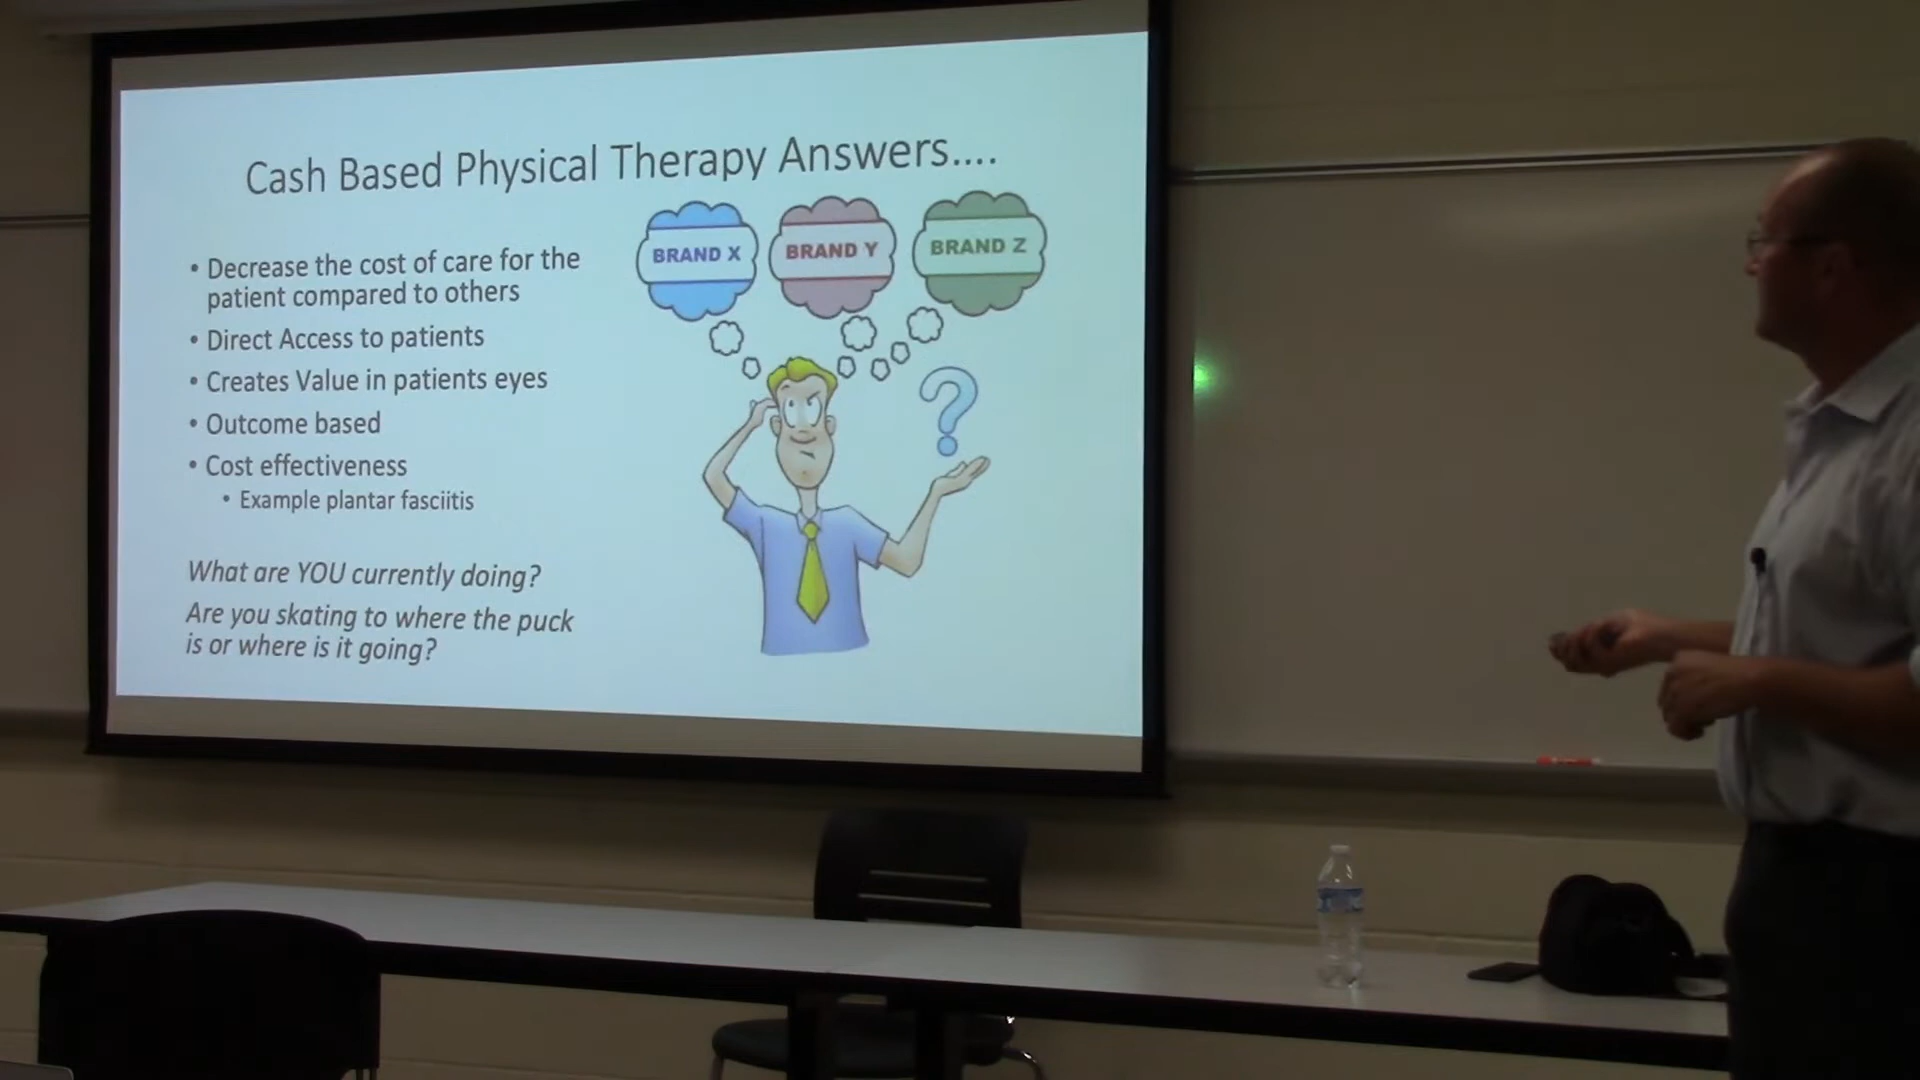 Cash Based Physical Therapy Answers....
BRAND X
BRAND Y
BRAND Z
• Decrease the cost of care for the
patient compared to others
• Direct Access to patients
• Creates Value in patients eyes
• Outcome based
• Cost effectiveness
• Example plantar fasciitis
What are YOU currently doing?
Are you skating to where the puck
is or where is it going?